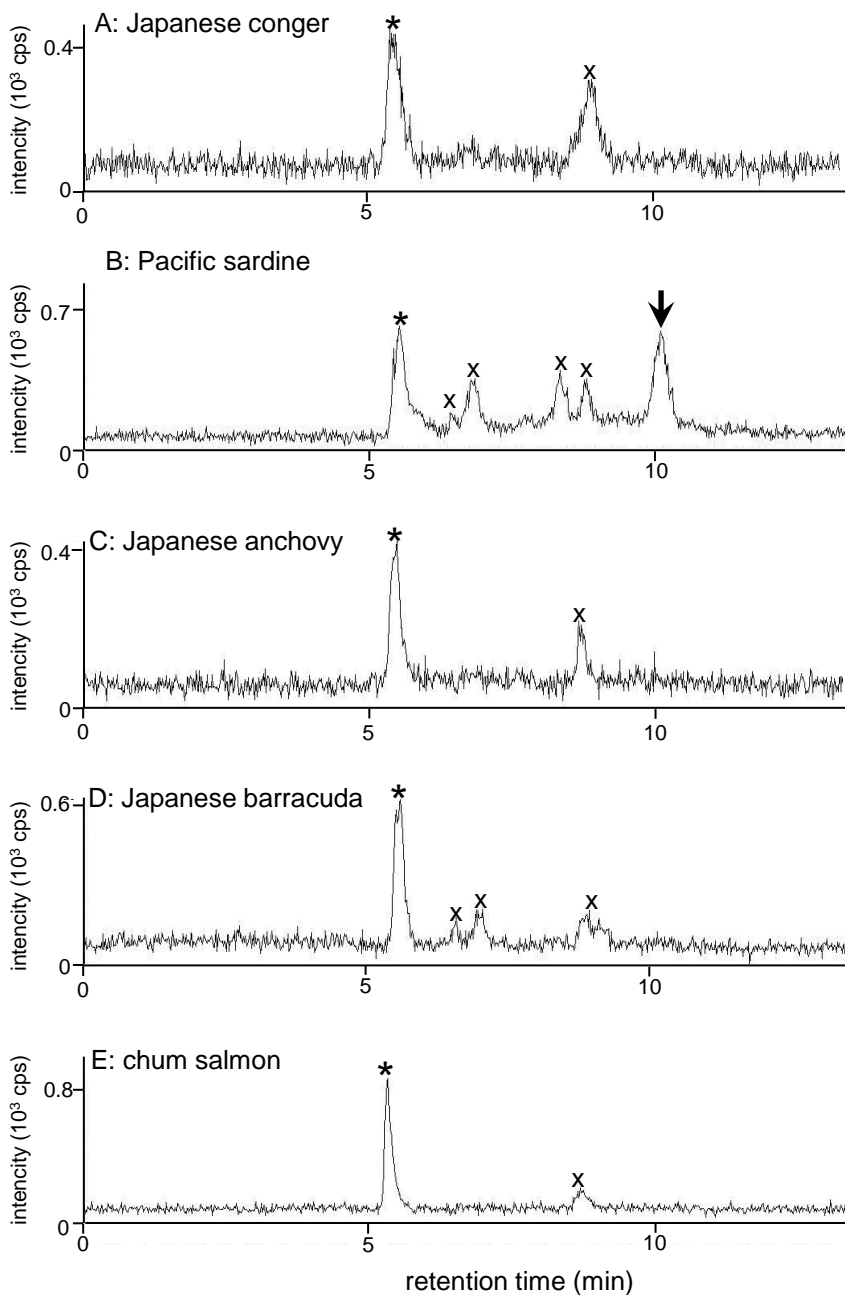 A: Japanese conger
*
x
0.4
0
intencity (10³ cps)
0 5 10
B: Pacific sardine
*
x x x x
0.7
0
intencity (10³ cps)
0 5 10
C: Japanese anchovy
*
x
0.4
0
intencity (10³ cps)
0 5 10
D: Japanese barracuda
*
x x x
0.6
0
intencity (10³ cps)
0 5 10
E: chum salmon
*
x
0.8
0
intencity (10³ cps)
0 5 10
retention time (min)